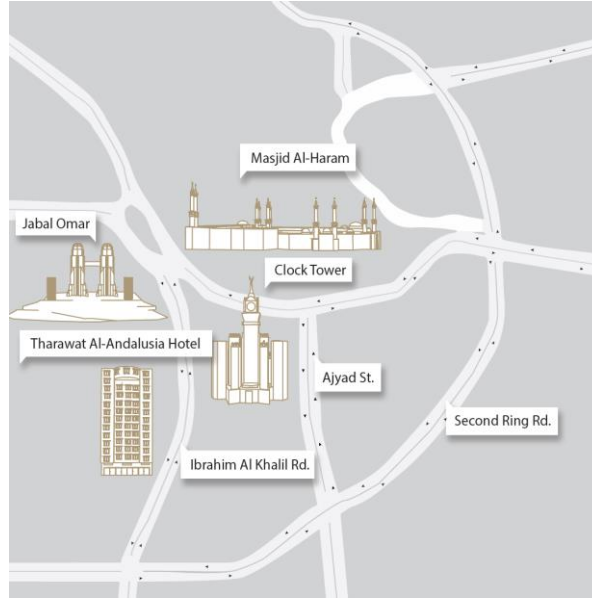 Masjid Al-Haram
Jabal Omar
Clock Tower
Tharawat Al-Andalusia Hotel
Ajyad St.
Second Ring Rd.
Ibrahim Al Khalil Rd.